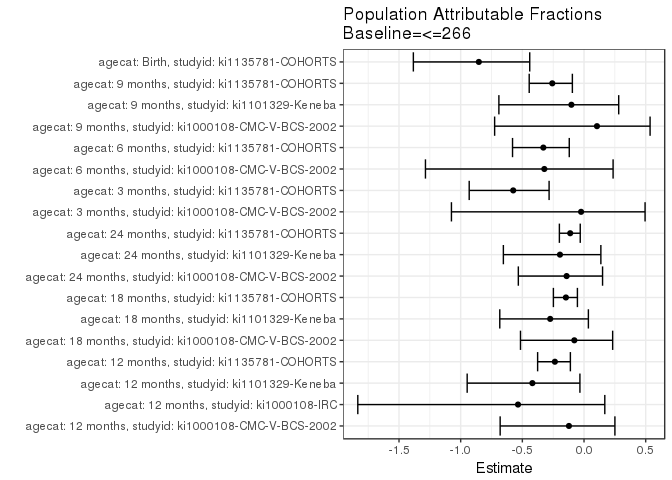 Population Attributable Fractions
Baseline=<=266
agecat: Birth, studyid: ki1135781-COHORTS
agecat: 9 months, studyid: ki1135781-COHORTS
agecat: 9 months, studyid: ki1101329-Keneba
agecat: 9 months, studyid: ki1000108-CMC-V-BCS-2002
agecat: 6 months, studyid: ki1135781-COHORTS
agecat: 6 months, studyid: ki1000108-CMC-V-BCS-2002
agecat: 3 months, studyid: ki1135781-COHORTS
agecat: 3 months, studyid: ki1000108-CMC-V-BCS-2002
agecat: 24 months, studyid: ki1135781-COHORTS
agecat: 24 months, studyid: ki1101329-Keneba
agecat: 24 months, studyid: ki1000108-CMC-V-BCS-2002
agecat: 18 months, studyid: ki1135781-COHORTS
agecat: 18 months, studyid: ki1101329-Keneba
agecat: 18 months, studyid: ki1000108-CMC-V-BCS-2002
agecat: 12 months, studyid: ki1135781-COHORTS
agecat: 12 months, studyid: ki1101329-Keneba
agecat: 12 months, studyid: ki1000108-IRC
agecat: 12 months, studyid: ki1000108-CMC-V-BCS-2002
-1.5 -1.0 -0.5 0.0 0.5
Estimate